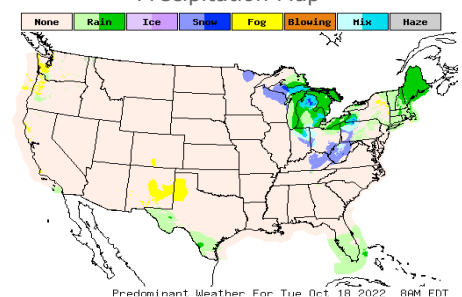 Precipitation Map
None Rain Ice Snow Fog Blowing Mix Haze
Predominant Weather For Tue Oct 18 2022 8AM EDT